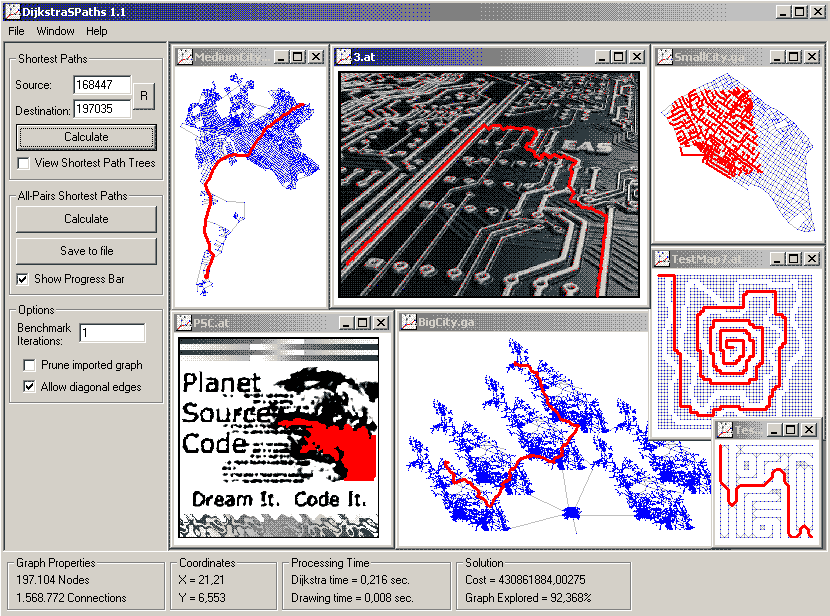 DijkstraSPaths 1.1
File Window Help
Shortest Paths
Source: 168447
Destination: 197035
R
Calculate
View Shortest Path Trees
All-Pairs Shortest Paths
Calculate
Save to file
Show Progress Bar
Options
Benchmark Iterations: 1
Prune imported graph
Allow diagonal edges
MediumCity.
3.at
EAS
SmallCity.ga
TestMap7.at
PSC.at
Planet
Source
Code
Dream It. Code It.
BigCity.ga
Graph Properties
197.104 Nodes
1.568.772 Connections
Coordinates
X = 21,21
Y = 6,553
Processing Time
Dijkstra time = 0,216 sec.
Drawing time = 0,008 sec.
Solution
Cost = 430861884,00275
Graph Explored = 92,368%